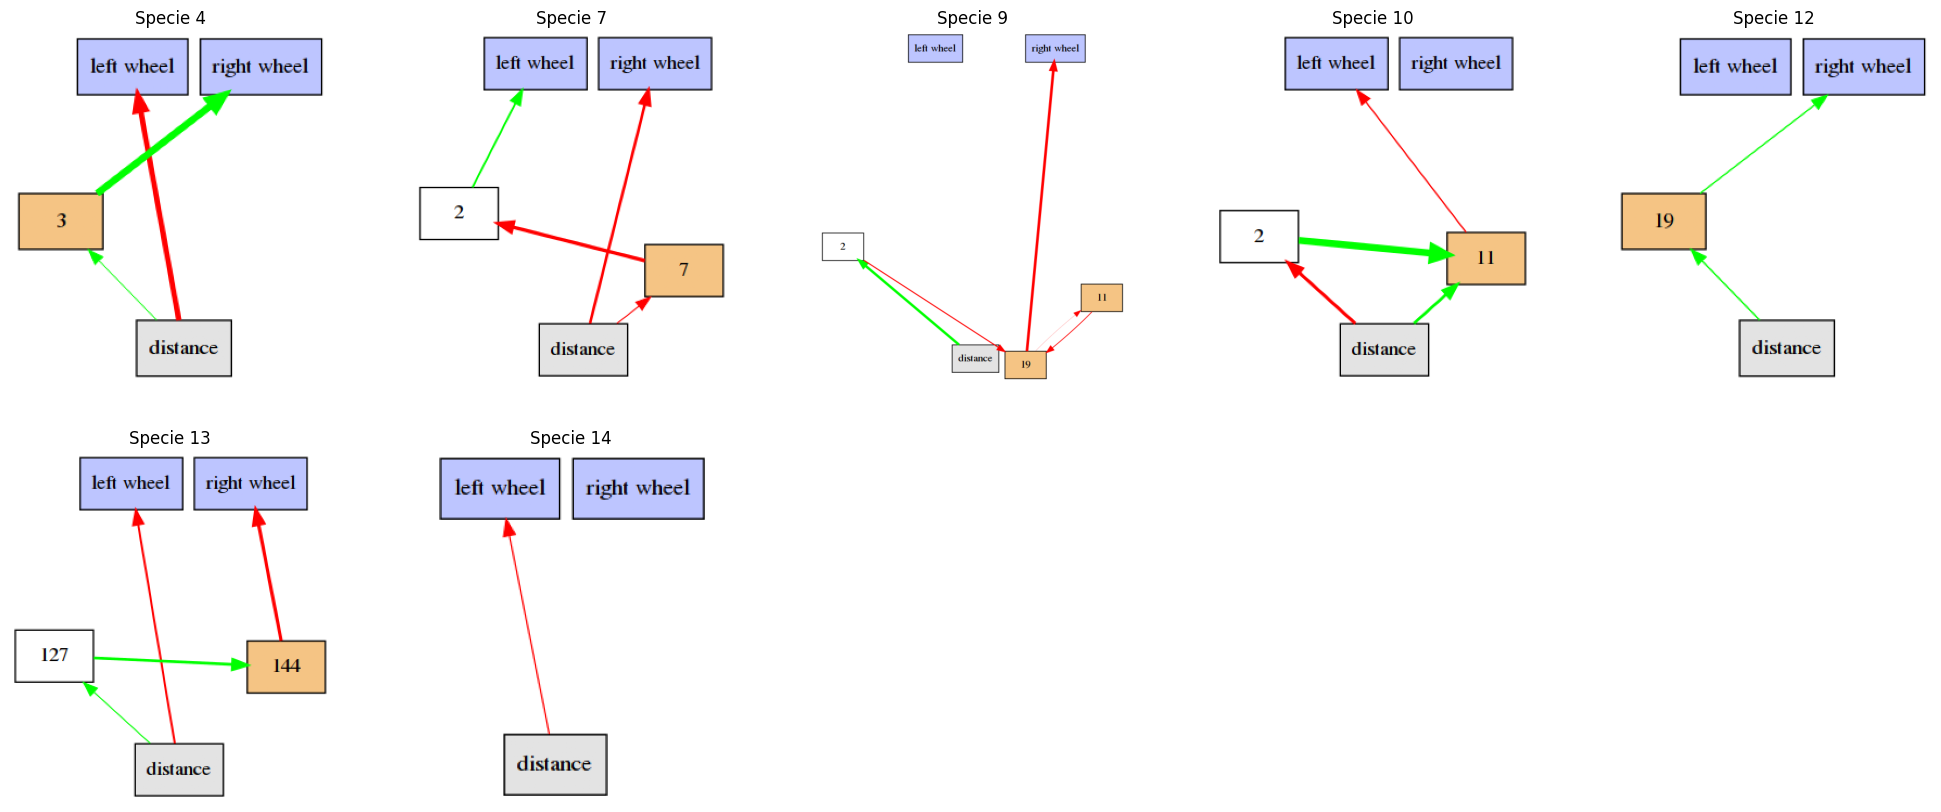 Specie 4
left wheel
right wheel
3
distance
Specie 7
left wheel
right wheel
2
7
distance
Specie 9
left wheel
right wheel
2
11
distance
19
Specie 10
left wheel
right wheel
2
11
distance
Specie 12
left wheel
right wheel
19
distance
Specie 13
left wheel
right wheel
127
144
distance
Specie 14
left wheel
right wheel
distance